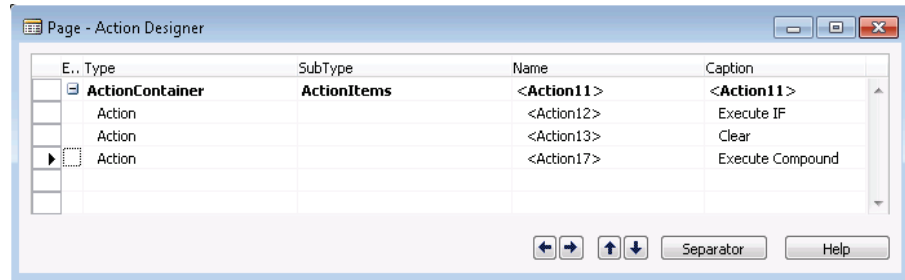 Page - Action Designer
E.. Type SubType Name Caption
ActionContainer ActionItems <Action11> <Action11>
Action <Action12> Execute IF
Action <Action13> Clear
Action <Action17> Execute Compound
Separator Help